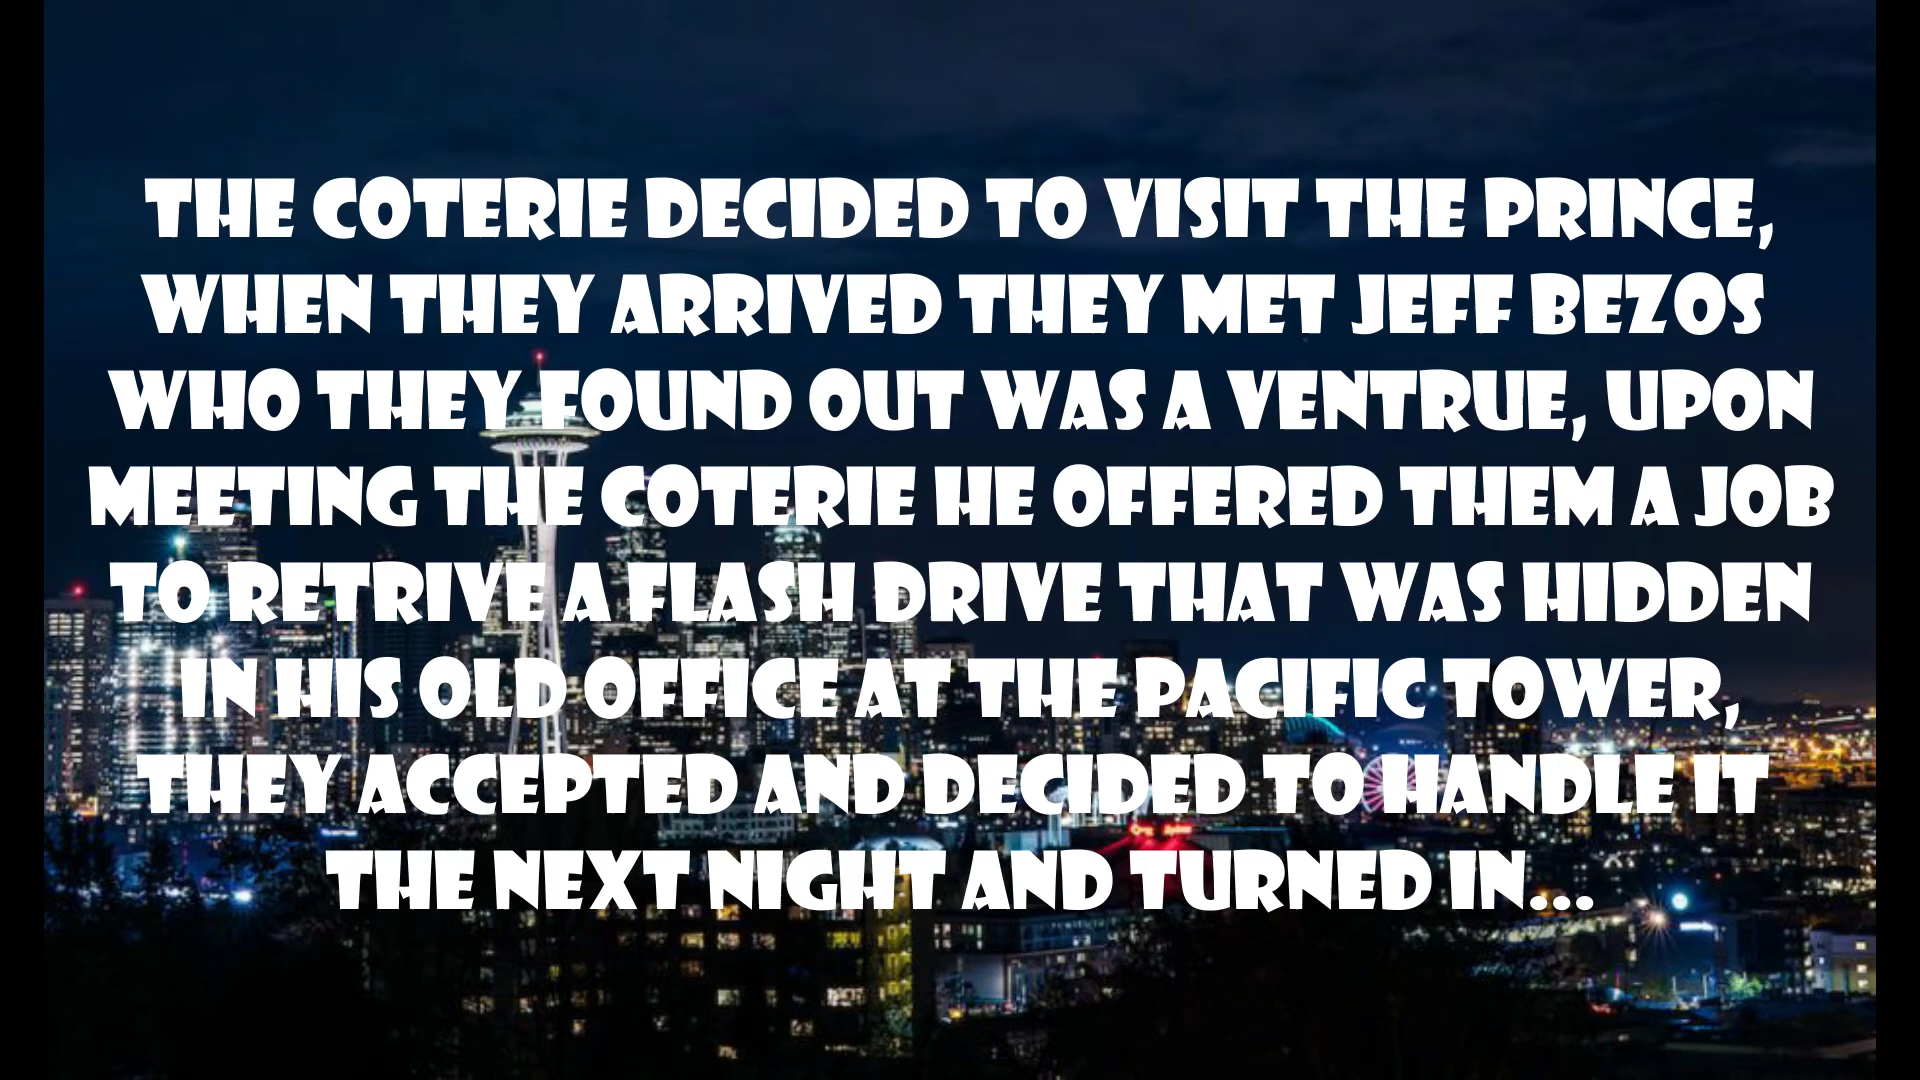 THE COTERIE DECIDED TO VISIT THE PRINCE,
WHEN THEY ARRIVED THEY MET JEFF BEZOS
WHO THEY FOUND OUT WAS A VENTRUE, UPON
MEETING THE COTERIE HE OFFERED THEM A JOB
TO RETRIVE A FLASH DRIVE THAT WAS HIDDEN
IN HIS OLD OFFICE AT THE PACIFIC TOWER,
THEY ACCEPTED AND DECIDED TO HANDLE IT
THE NEXT NIGHT AND TURNED IN...